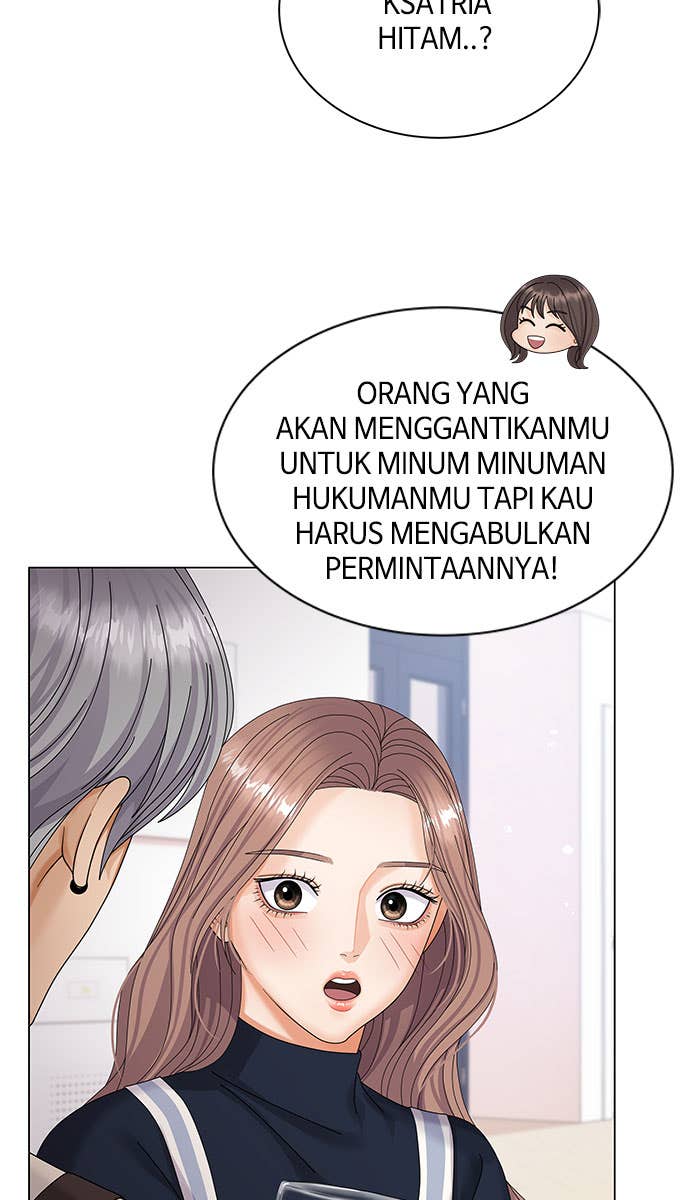 KSATRIA
HITAM..?
ORANG YANG
AKAN MENGGANTIKANMU
UNTUK MINUM MINUMAN
HUKUMANMU TAPI KAU
HARUS MENGABULKAN
PERMINTAANNYA!